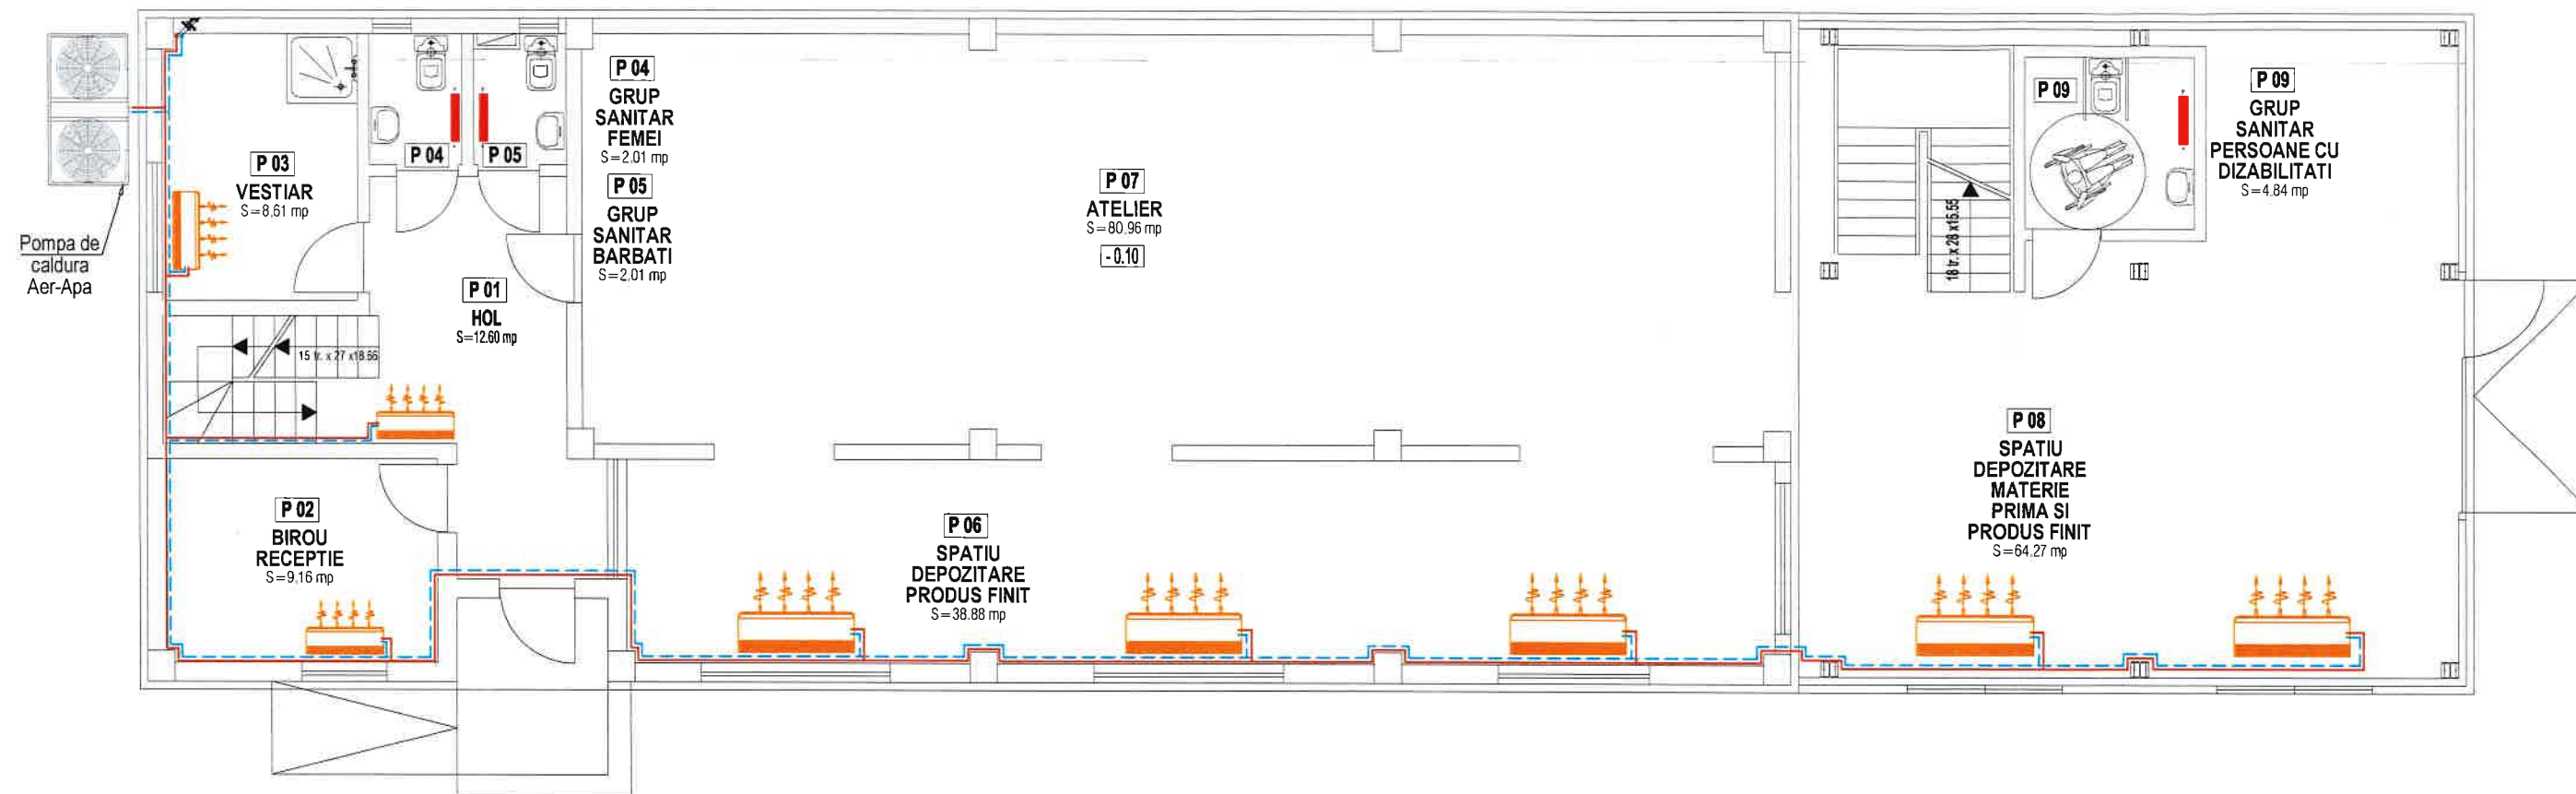 P 04
GRUP
SANITAR
FEMEI
S=2.01 mp
P 05
GRUP
SANITAR
BARBATI
S=2.01 mp
P 09
P 09
GRUP
SANITAR
PERSOANE CU
DIZABILITATI
S=4.84 mp
P 04
P 05
P 03
VESTIAR
S=8.61 mp
P 07
ATELIER
S=80.96 mp
-0.10
18 tr. x 28 x15.55
Pompa de
caldura
Aer-Apa
P 01
HOL
S=12.60 mp
15 tr. x 27 x18.66
P 08
SPATIU
DEPOZITARE
MATERIE
PRIMA SI
PRODUS FINIT
S=64.27 mp
P 02
BIROU
RECEPTIE
S=9.16 mp
P 06
SPATIU
DEPOZITARE
PRODUS FINIT
S=38.88 mp